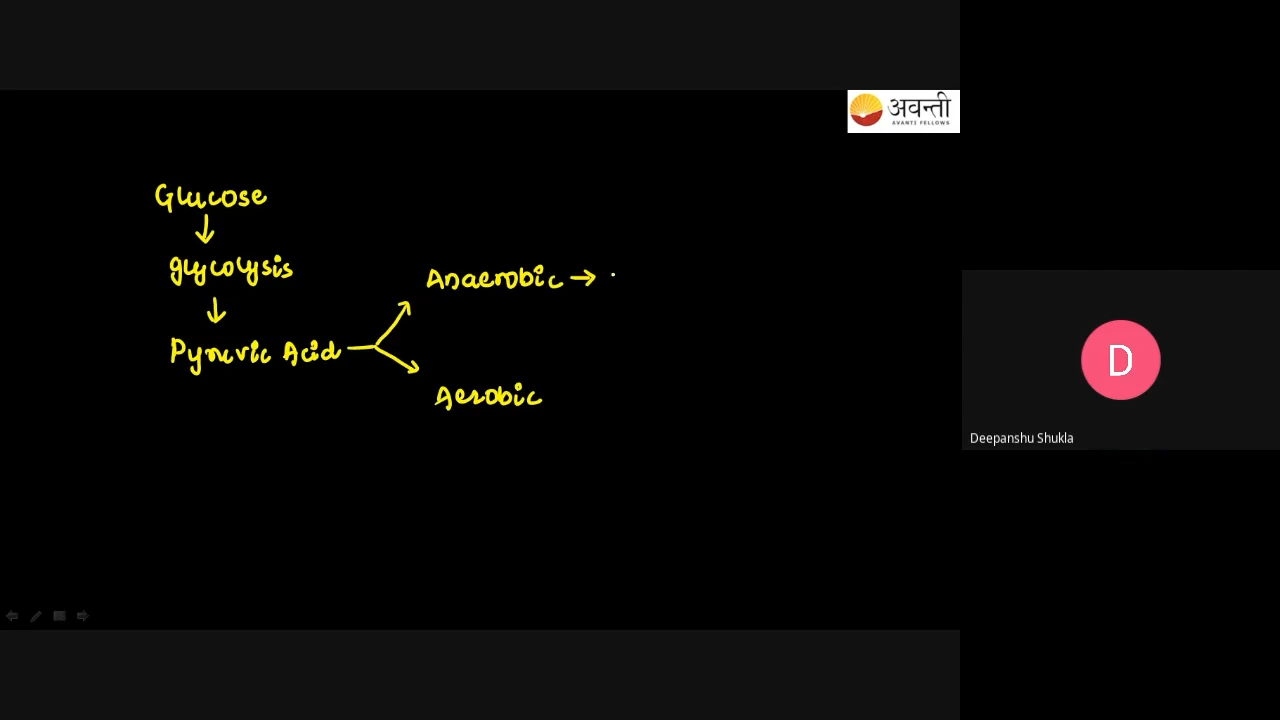 अवन्ती
AVANTI FELLOWS
Glucose
↓
glycolysis
↓
Pyruvic Acid
Anaerobic →
Aerobic
D
Deepanshu Shukla